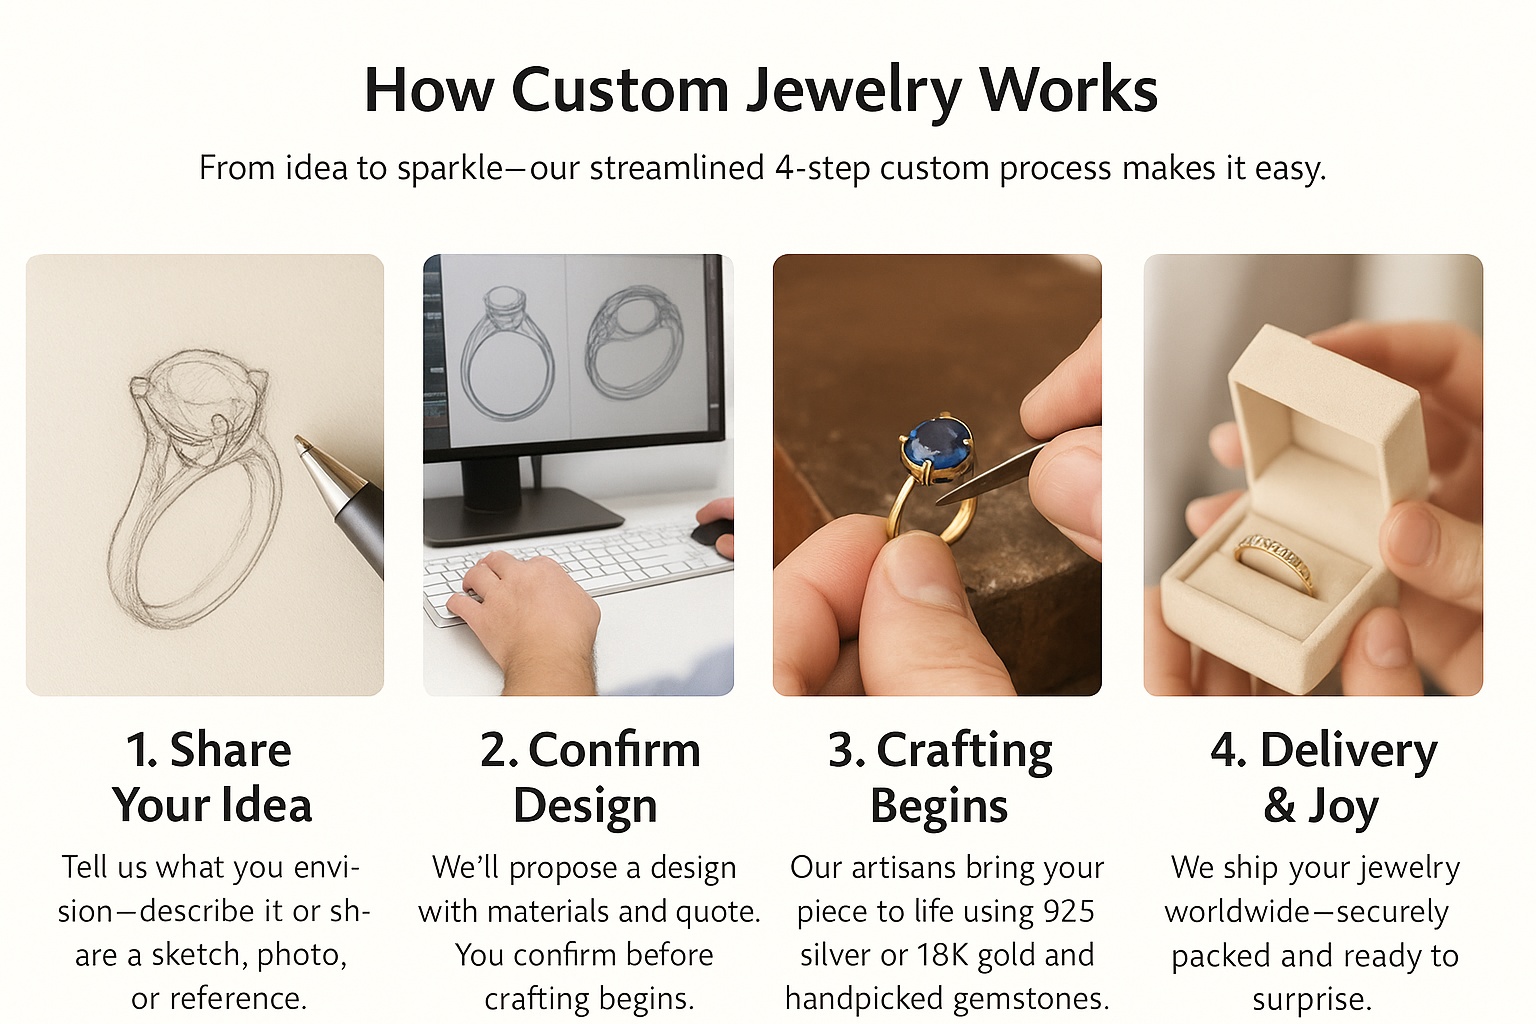 How Custom Jewelry Works
From idea to sparkle—our streamlined 4-step custom process makes it easy.
1. Share
Your Idea
Tell us what you envi-
sion—describe it or sh-
are a sketch, photo,
or reference.
2. Confirm
Design
We’ll propose a design
with materials and quote.
You confirm before
crafting begins.
3. Crafting
Begins
Our artisans bring your
piece to life using 925
silver or 18K gold and
handpicked gemstones.
4. Delivery
& Joy
We ship your jewelry
worldwide—securely
packed and ready to
surprise.